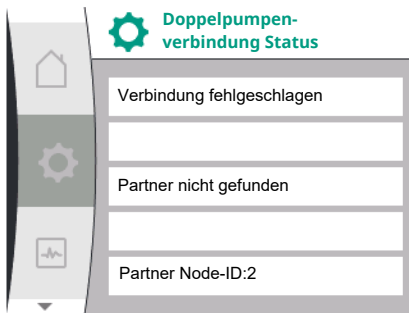 Doppelpumpen-
verbindung Status
Verbindung fehlgeschlagen
Partner nicht gefunden
Partner Node-ID:2